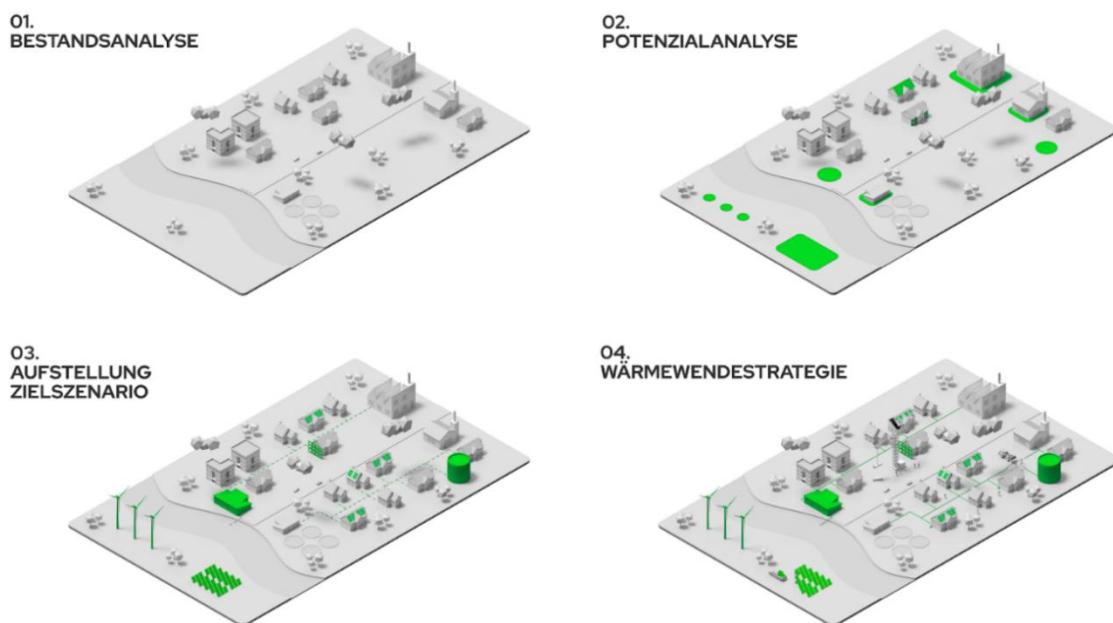 01.
BESTANDSANALYSE
02.
POTENZIALANALYSE
03.
AUFSTELLUNG
ZIELSZENARIO
04.
WÄRMEWENDESTRATEGIE